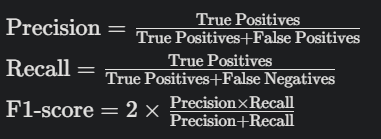 Precision = True Positives / True Positives+False Positives
Recall = True Positives / True Positives+False Negatives
F1-score = 2 × Precision×Recall / Precision+Recall